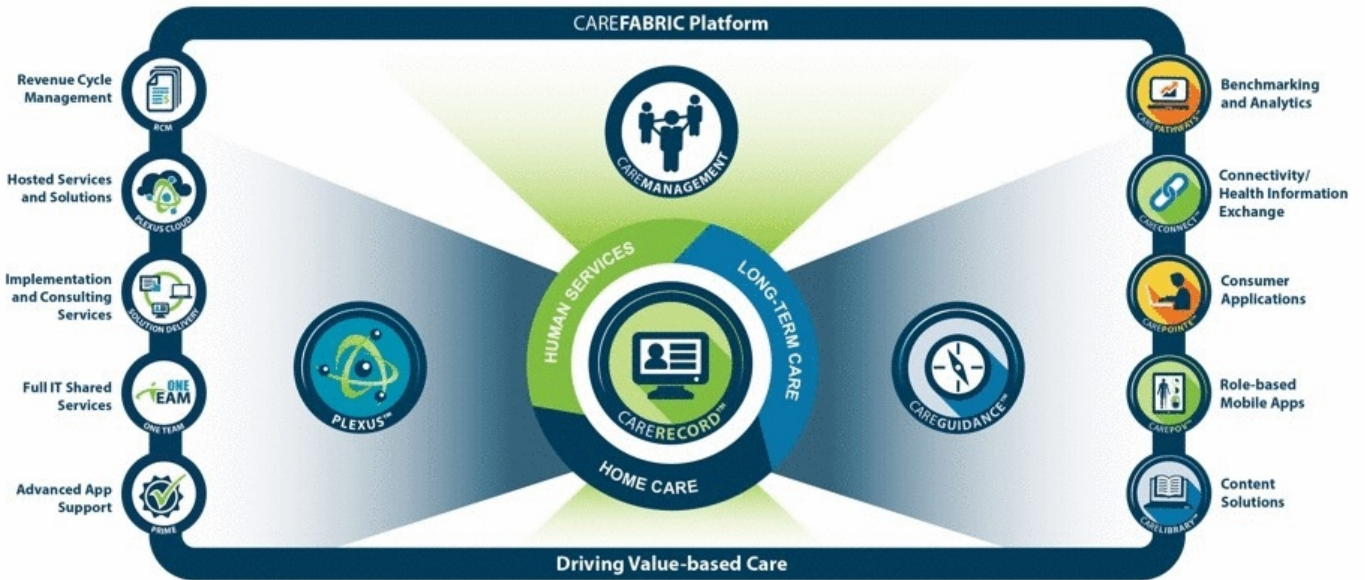 CAREFABRIC Platform
Revenue Cycle
Management
RCM
Hosted Services
and Solutions
PLEXUS CLOUD
Implementation
and Consulting
Services
SOLUTION DELIVERY
Full IT Shared
Services
ONE
TEAM
ONE TEAM
Advanced App
Support
PRIME
CAREMANAGEMENT
PLEXUS™
HUMAN SERVICES
LONG-TERM CARE
HOME CARE
CARERECORD™
CAREGUIDANCE™
Benchmarking
and Analytics
CAREPATHWAYS™
Connectivity/
Health Information
Exchange
CARECONNECT™
Consumer
Applications
CAREPOINTE™
Role-based
Mobile Apps
CAREPOV™
Content
Solutions
CARELIBRARY™
Driving Value-based Care